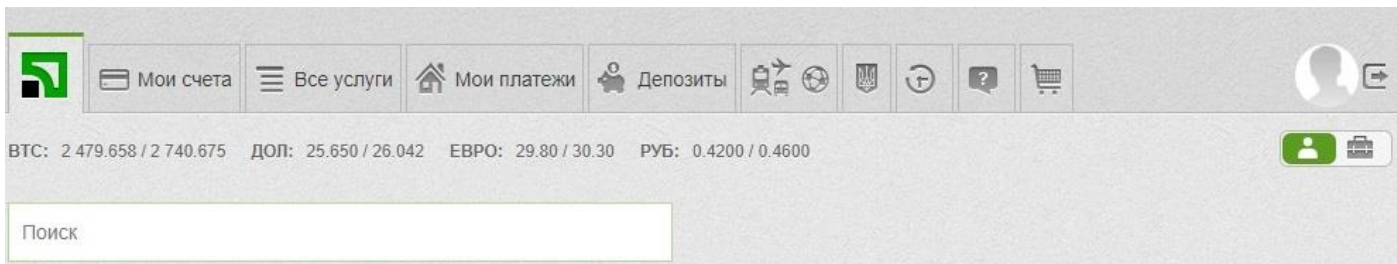 Мои счета Все услуги Мои платежи Депозиты ?
BTC: 2 479.658 / 2 740.675 ДОЛ: 25.650 / 26.042 ЕВРО: 29.80 / 30.30 РУБ: 0.4200 / 0.4600
Поиск